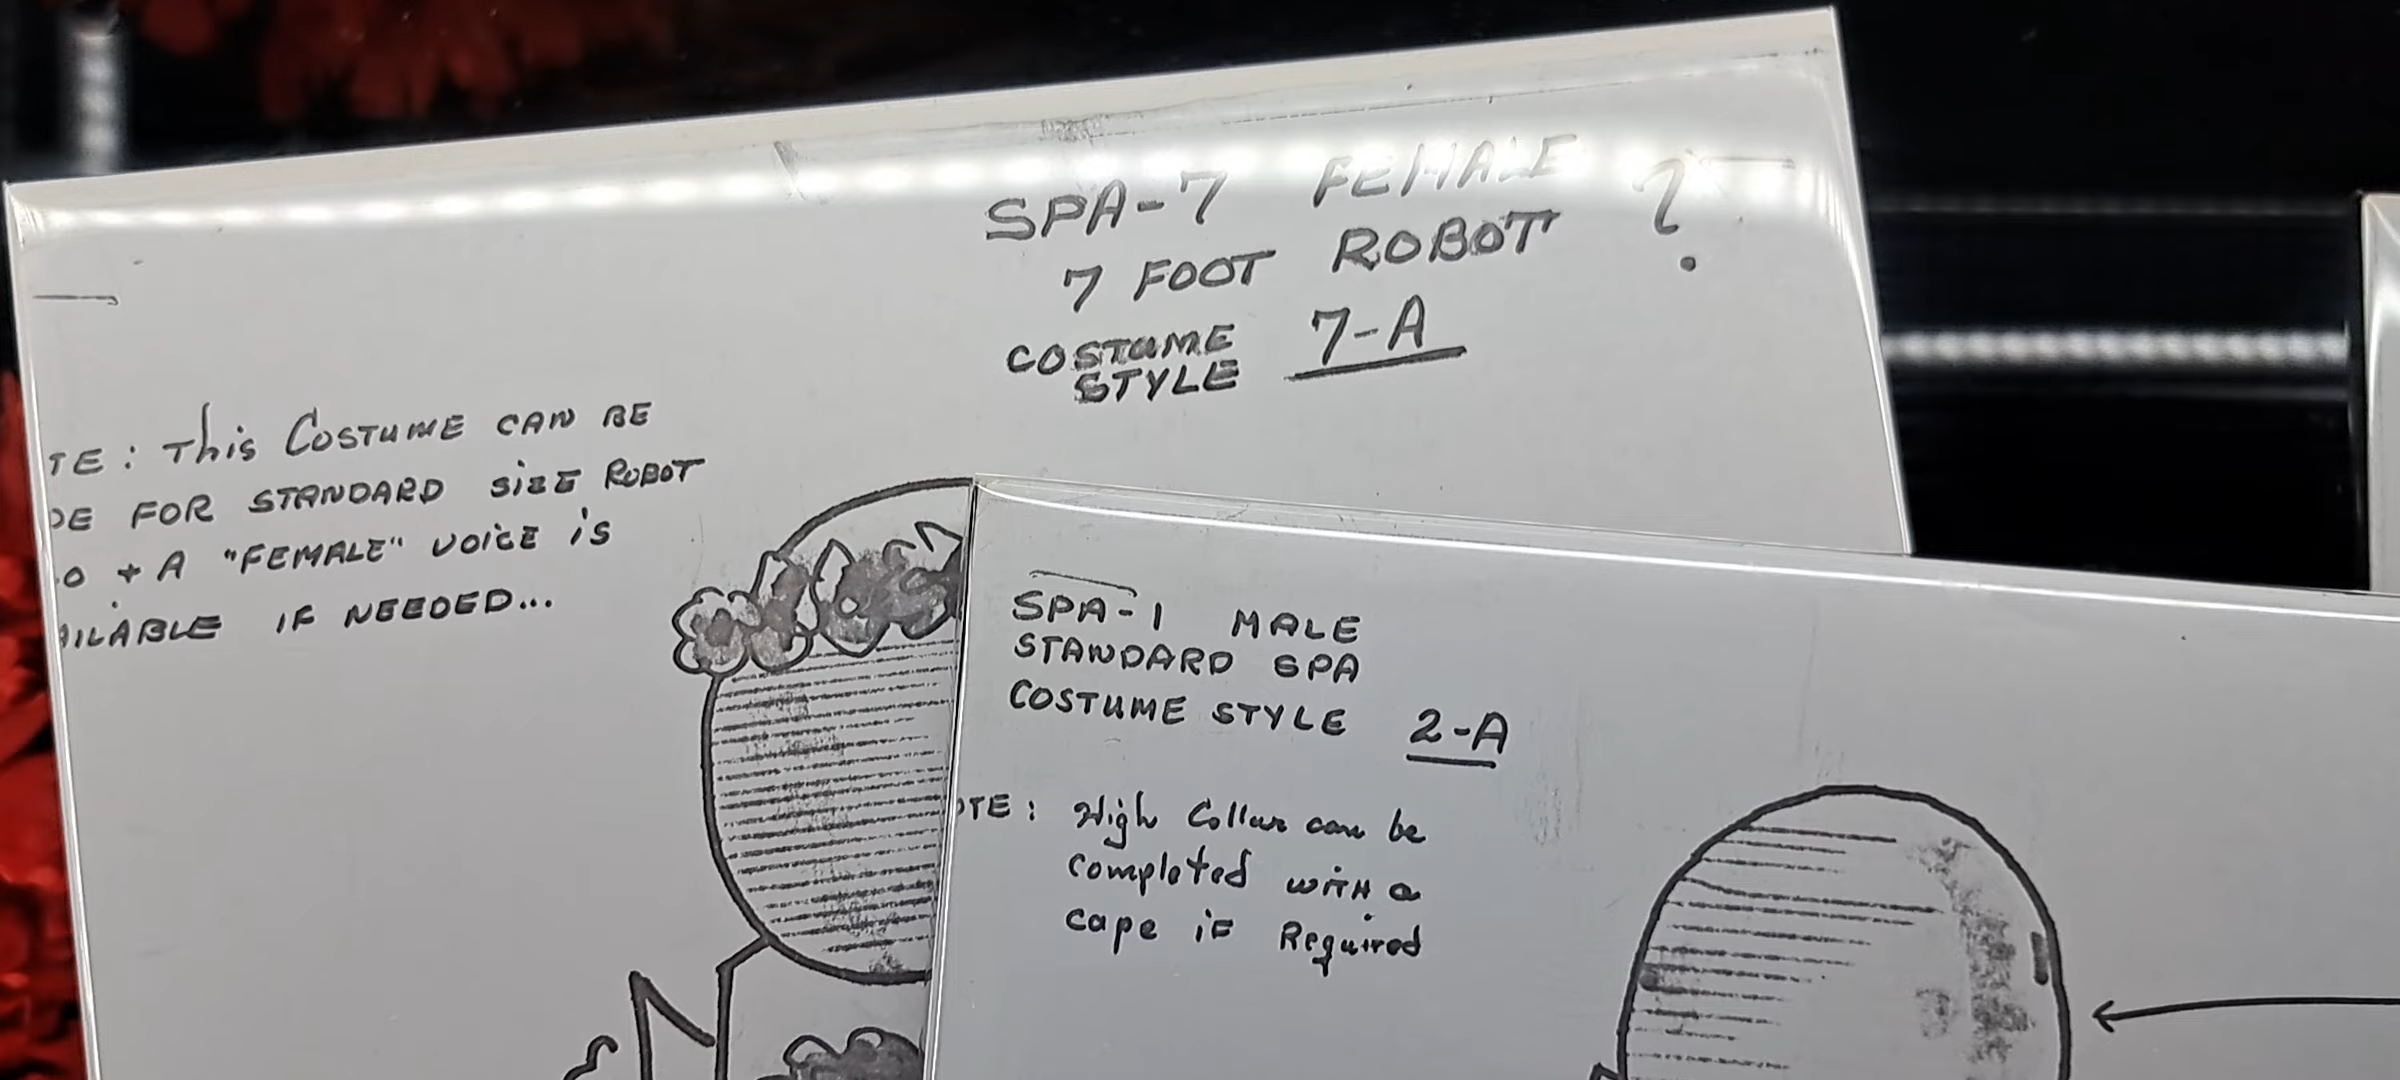 SPA-7 FEMALE ?
7 FOOT ROBOT
COSTUME 7-A
STYLE
TE: This COSTUME CAN BE
DE FOR STANDARD SIZE ROBOT
O + A "FEMALE" VOICE IS
AILABLE IF NEEDED...
SPA-1 MALE
STANDARD SPA
COSTUME STYLE 2-A
OTE: High Collar can be
completed with a
cape if Required